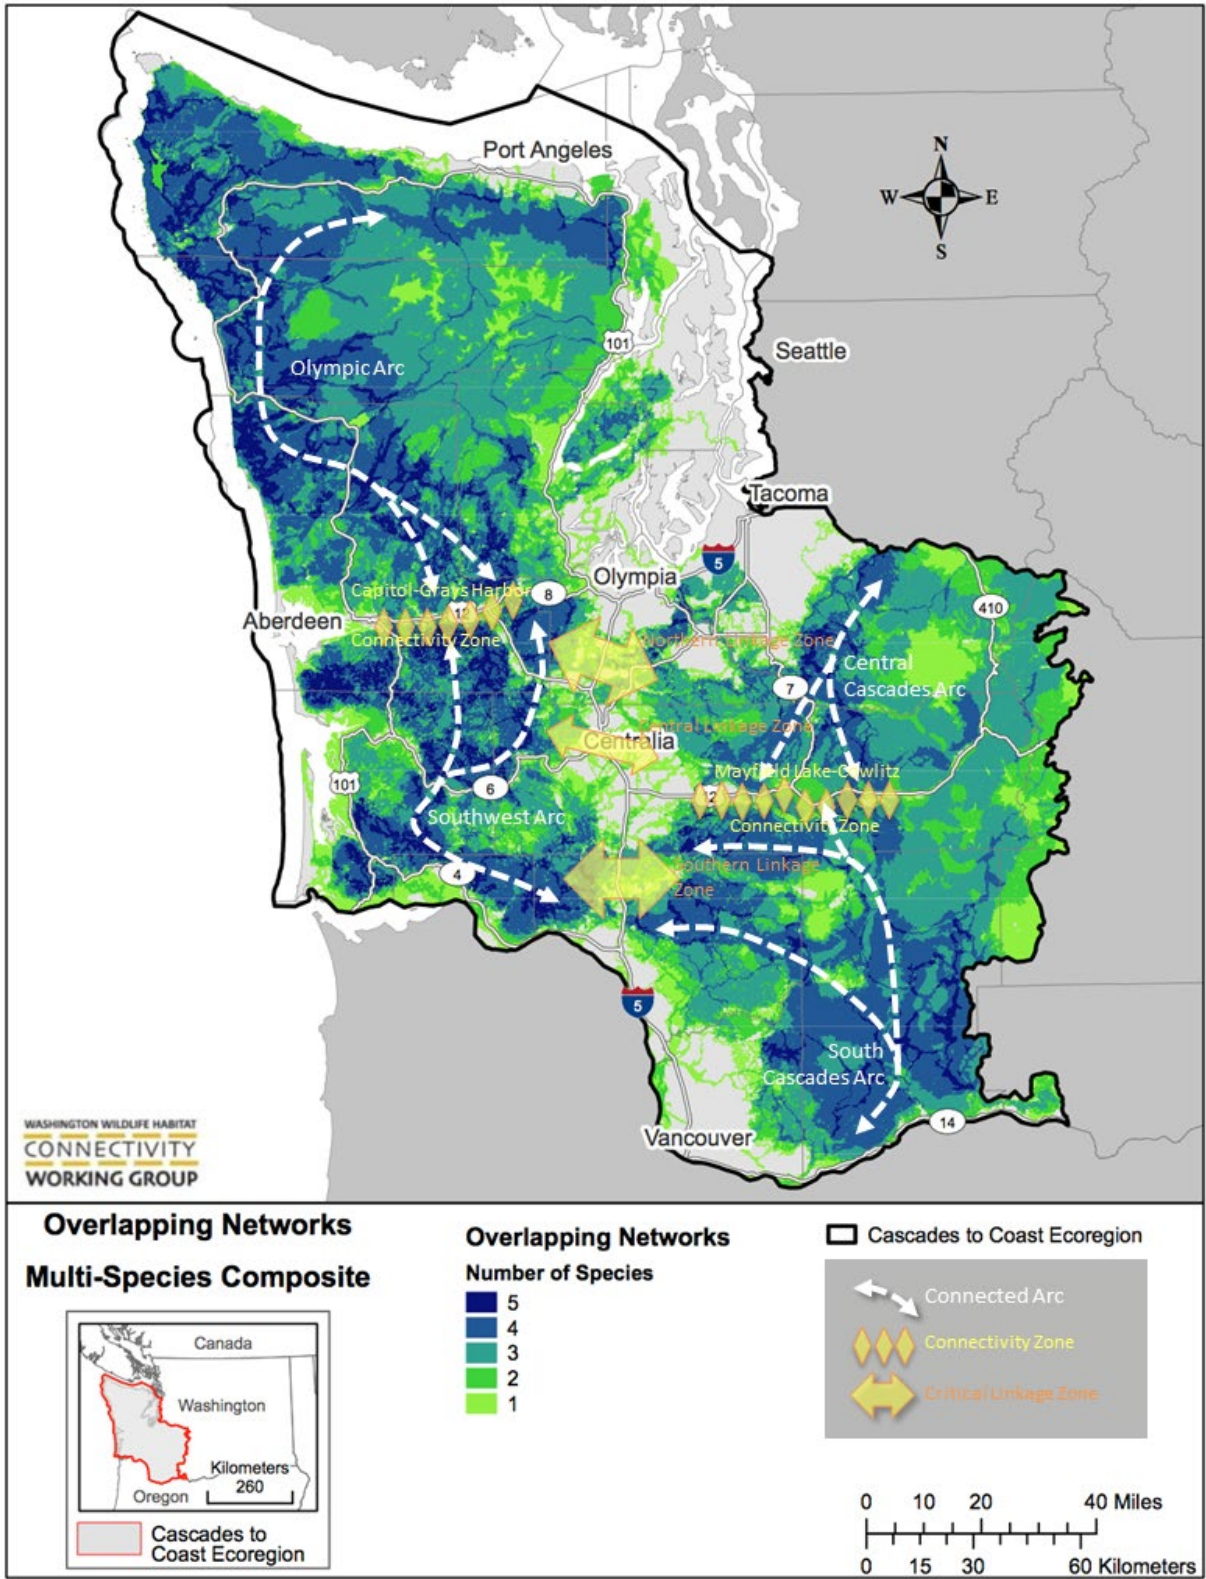 N
W
E
S
Port Angeles
Seattle
101
Olympic Arc
Tacoma
5
Olympia
Capitol-Grays Harbor
8
410
Aberdeen
12
Connectivity Zone
Northern Linkage Zone
Central
Cascades Arc
7
Central Linkage Zone
Centralia
Mayfield Lake-Cowlitz
101
6
12
Southwest Arc
Connectivity Zone
Southern Linkage
Zone
4
5
South
Cascades Arc
14
Vancouver
WASHINGTON WILDLIFE HABITAT
CONNECTIVITY
WORKING GROUP
Overlapping Networks
Multi-Species Composite
Canada
Washington
Kilometers
260
Oregon
Cascades to
Coast Ecoregion
Overlapping Networks
Number of Species
5
4
3
2
1
Cascades to Coast Ecoregion
Connected Arc
Connectivity Zone
Critical Linkage Zone
0 10 20 40 Miles
0 15 30 60 Kilometers